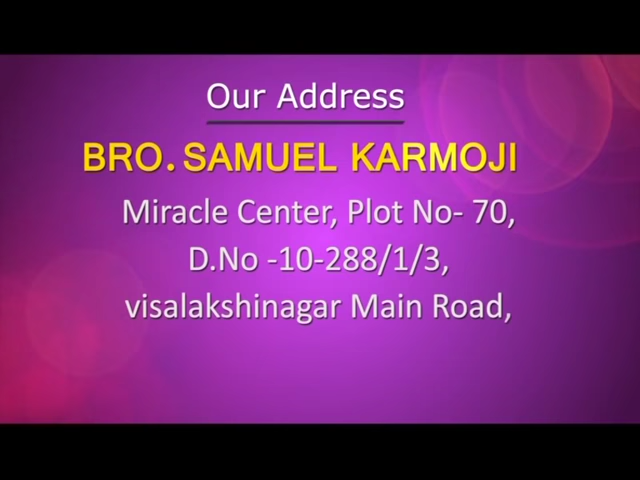 Our Address
BRO. SAMUEL KARMOJI
Miracle Center, Plot No- 70,
D.No -10-288/1/3,
visalakshinagar Main Road,